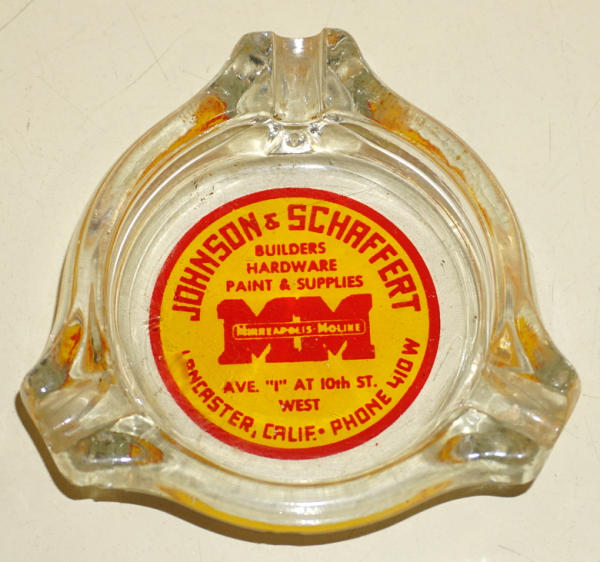 JOHNSON & SCHAFFERT
BUILDERS
HARDWARE
PAINT & SUPPLIES
MM
MINNEAPOLIS-MOLINE
AVE. "I" AT 10th ST.
WEST
LANCASTER, CALIF. • PHONE 410W